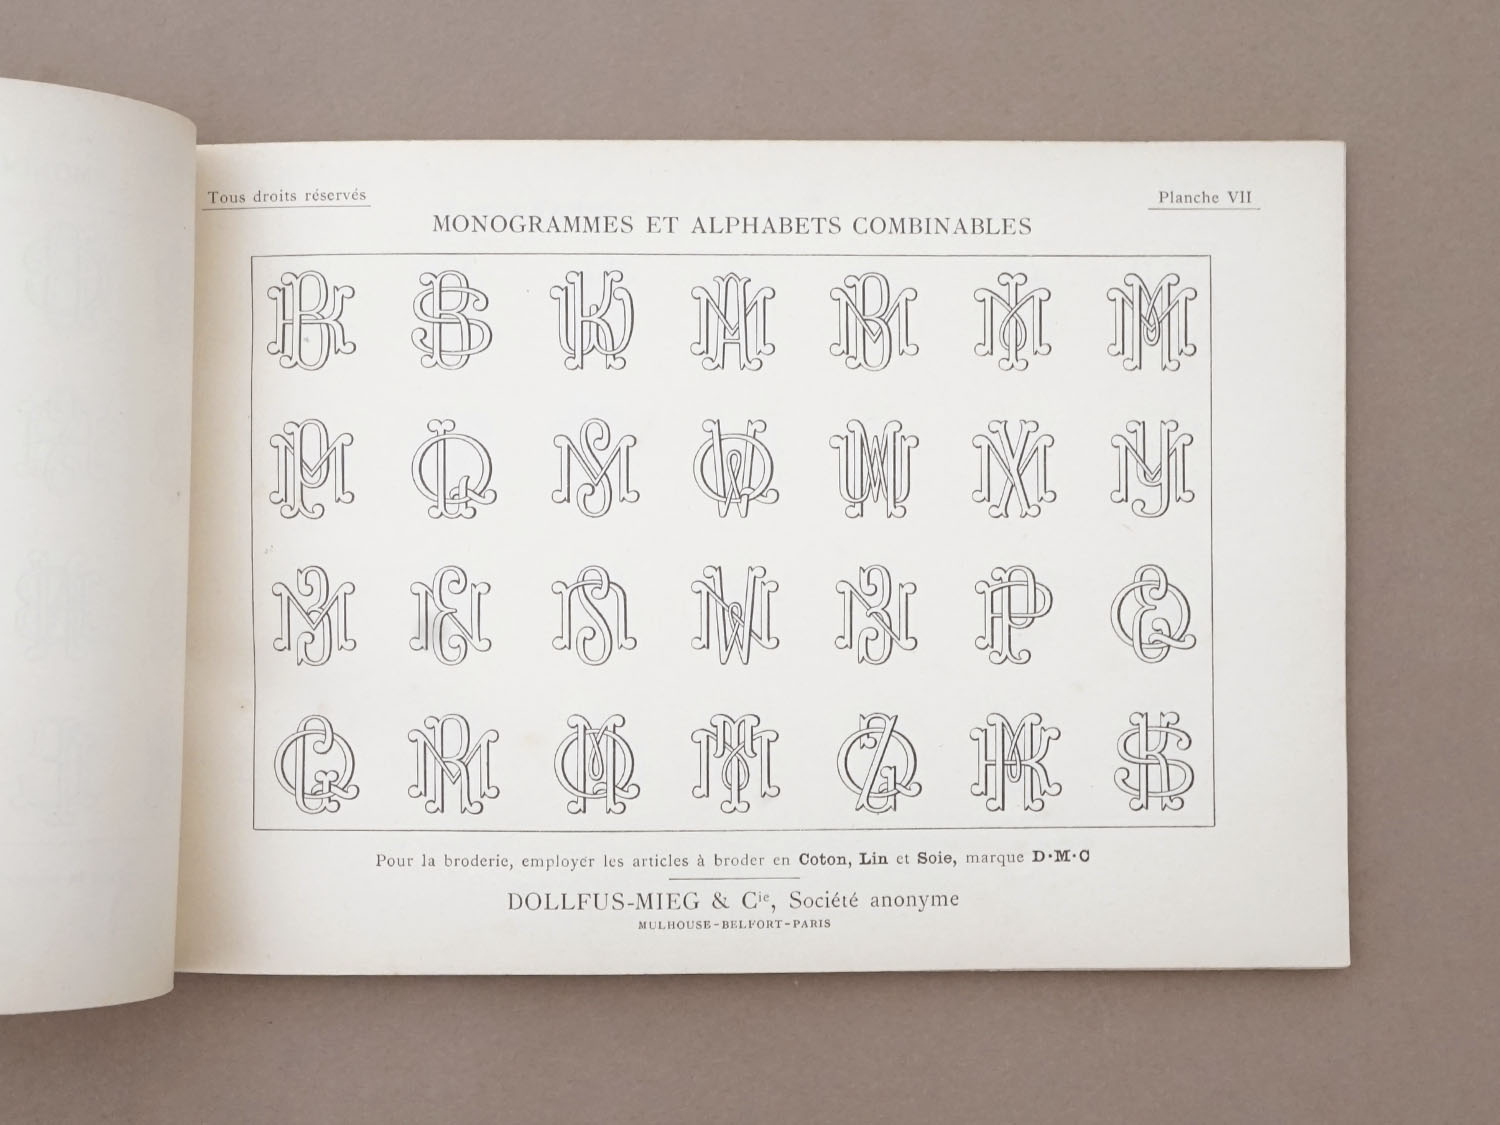 Tous droits réservés
Planche VII
MONOGRAMMES ET ALPHABETS COMBINABLES
Pour la broderie, employer les articles à broder en Coton, Lin et Soie, marque D·M·C
DOLLFUS-MIEG & Cie, Société anonyme
MULHOUSE-BELFORT-PARIS